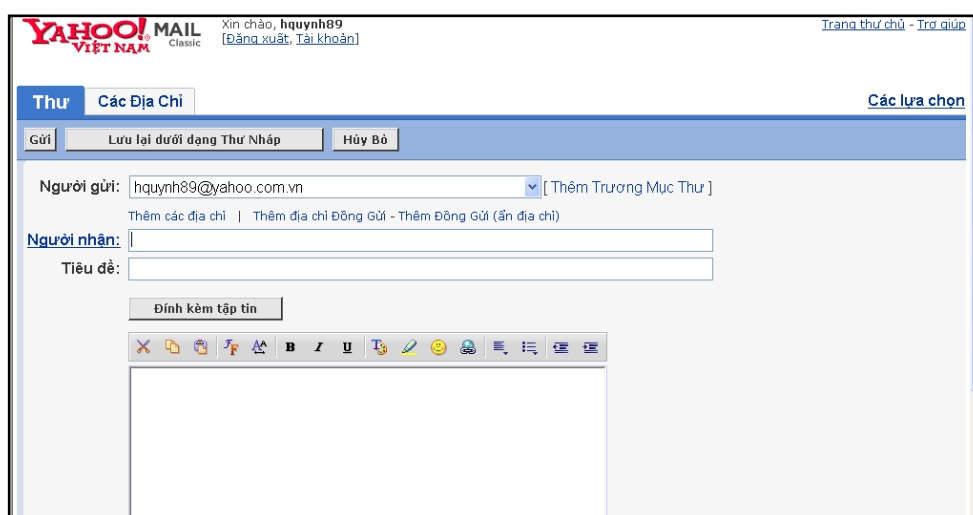 YAHOO! MAIL Xin chào, hquynh89 Trang thư chủ - Trợ giúp
VIỆT NAM Classic [Đăng xuất, Tài khoản]
Thư Các Địa Chỉ Các lựa chọn
Gửi Lưu lại dưới dạng Thư Nháp Hủy Bỏ
Người gửi: hquynh89@yahoo.com.vn [ Thêm Trương Mục Thư ]
Thêm các địa chỉ | Thêm địa chỉ Đồng Gửi - Thêm Đồng Gửi (ẩn địa chỉ)
Người nhận:
Tiêu đề:
Đính kèm tập tin
B I U